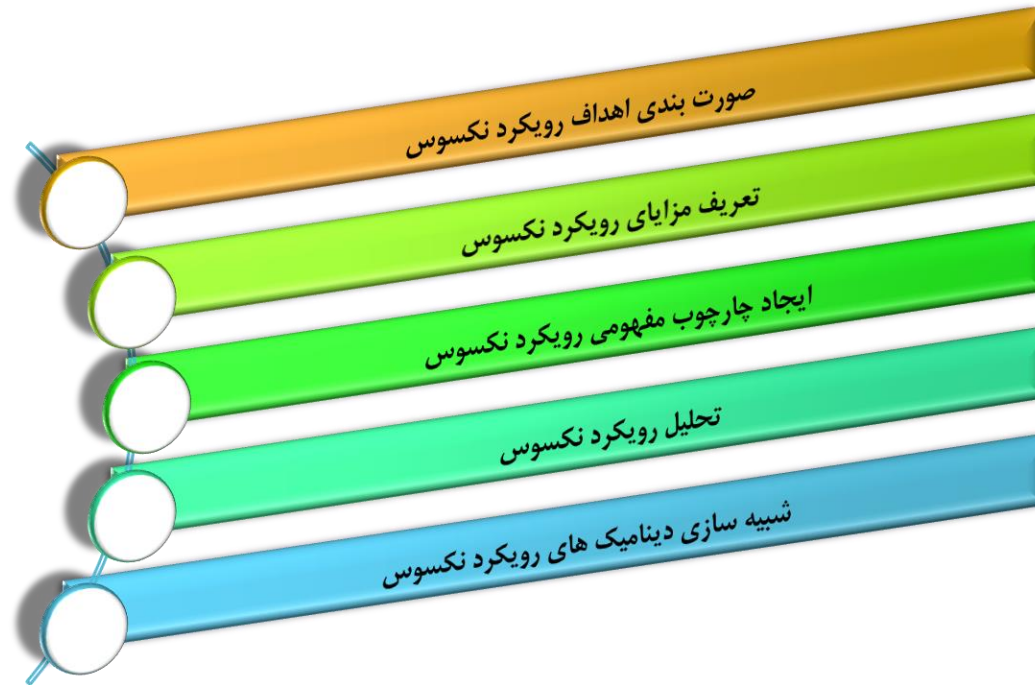 صورت بندی اهداف رویکرد نکسوس
تعریف مزایای رویکرد نکسوس
ایجاد چارچوب مفهومی رویکرد نکسوس
تحلیل رویکرد نکسوس
شبیه سازی دینامیک های رویکرد نکسوس